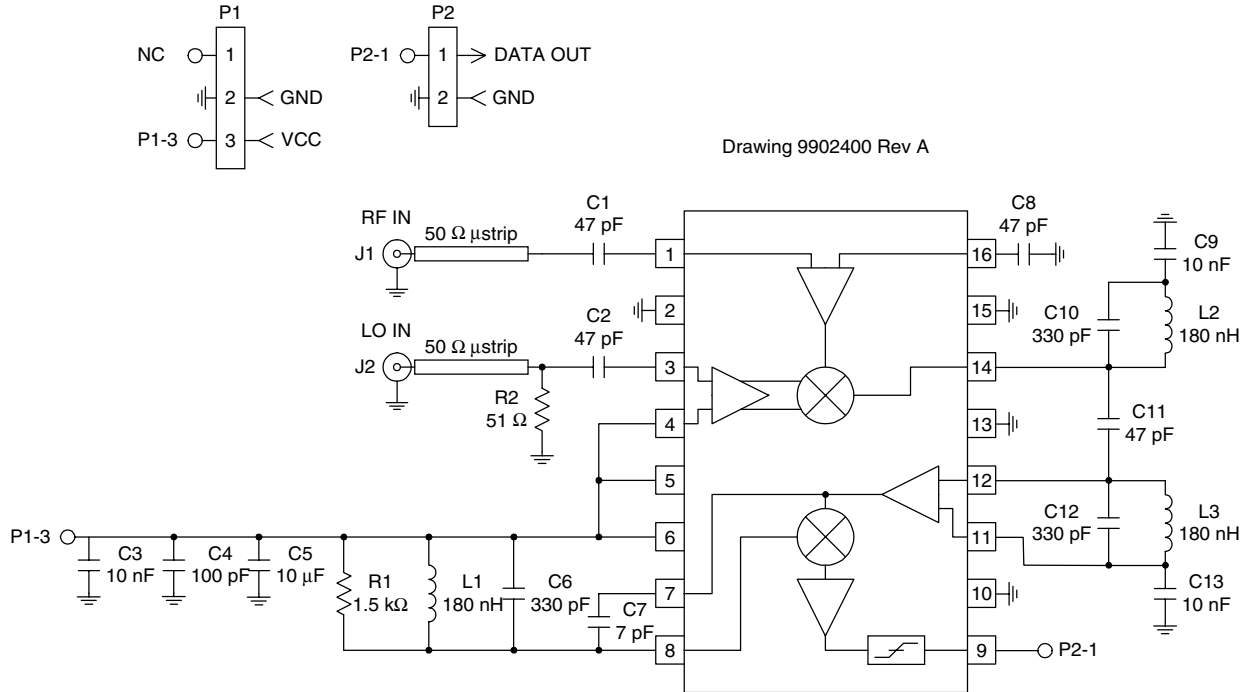 P1
P2
NC
1
P2-1
1
DATA OUT
2
GND
2
GND
P1-3
3
VCC
Drawing 9902400 Rev A
RF IN
J1
50 Ω μstrip
C1
47 pF
1
16
C8
47 pF
C9
10 nF
2
15
C10
330 pF
L2
180 nH
LO IN
J2
50 Ω μstrip
C2
47 pF
3
14
R2
51 Ω
4
13
C11
47 pF
5
12
C12
330 pF
L3
180 nH
P1-3
6
11
C3
10 nF
C4
100 pF
C5
10 μF
R1
1.5 kΩ
L1
180 nH
C6
330 pF
C7
7 pF
7
10
C13
10 nF
8
9
P2-1